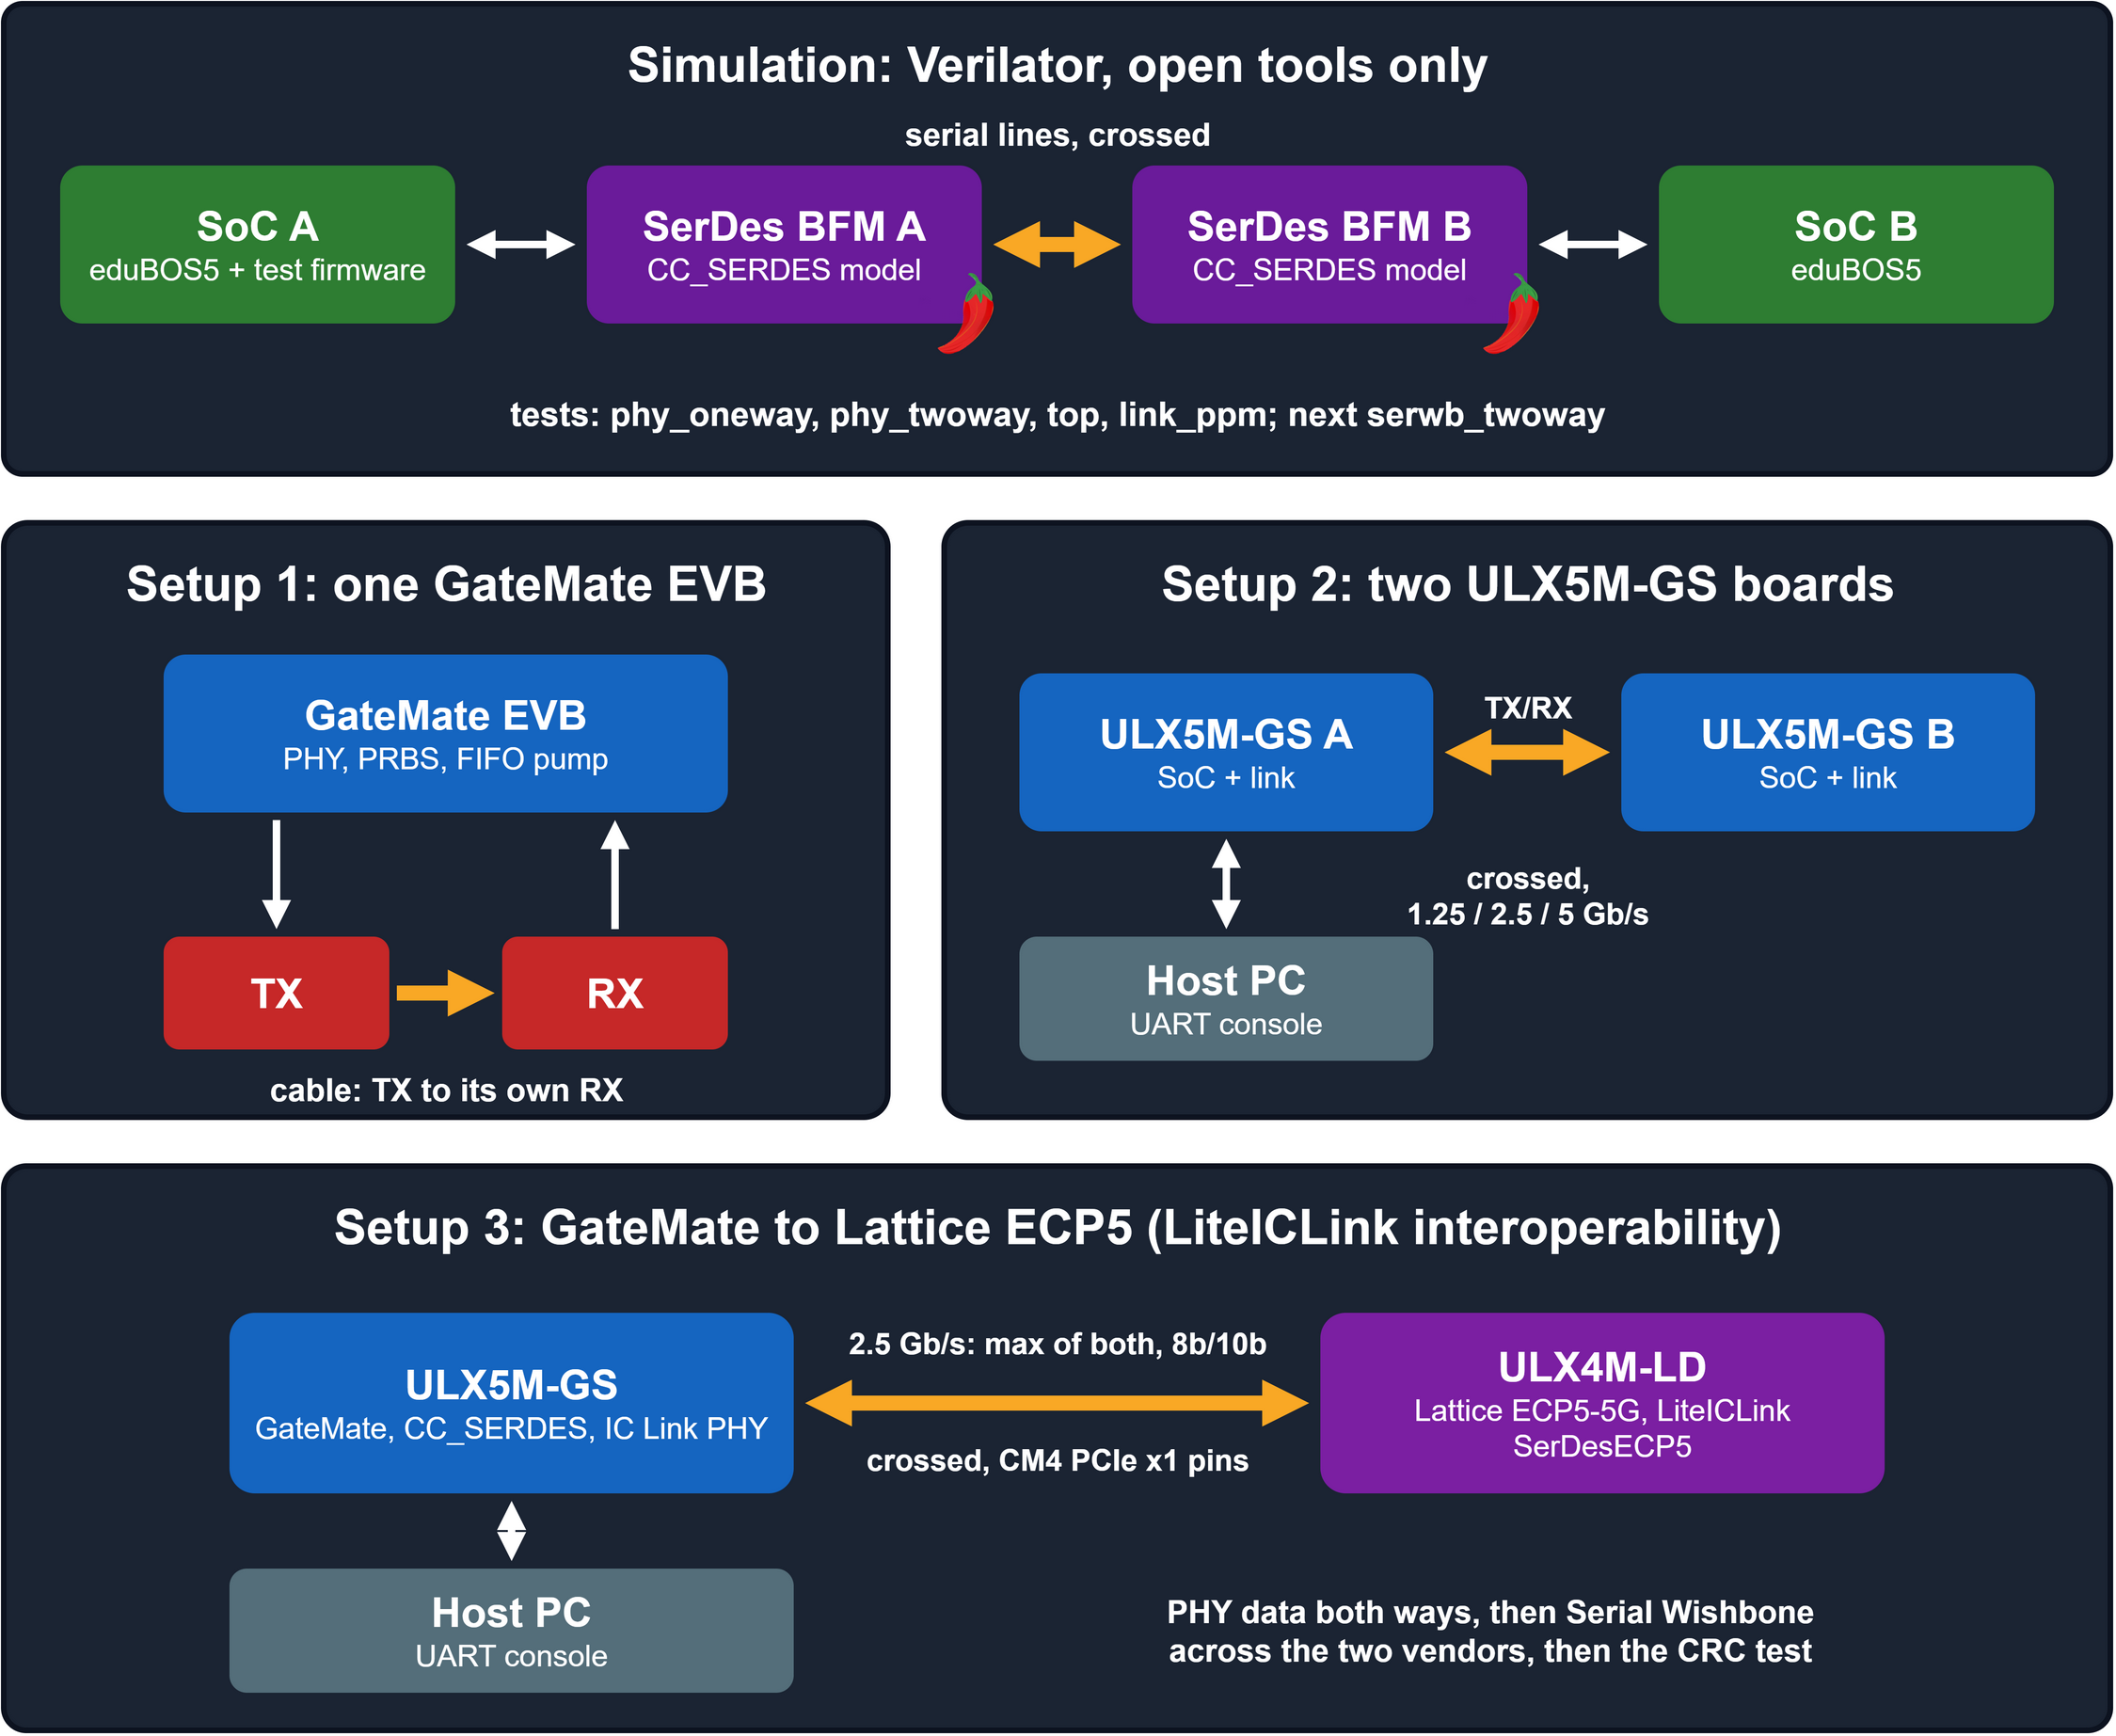 Simulation: Verilator, open tools only
serial lines, crossed
SoC A
eduBOS5 + test firmware
SerDes BFM A
CC_SERDES model
SerDes BFM B
CC_SERDES model
SoC B
eduBOS5
tests: phy_oneway, phy_twoway, top, link_ppm; next serwb_twoway
Setup 1: one GateMate EVB
GateMate EVB
PHY, PRBS, FIFO pump
TX
RX
cable: TX to its own RX
Setup 2: two ULX5M-GS boards
ULX5M-GS A
SoC + link
TX/RX
ULX5M-GS B
SoC + link
crossed,
1.25 / 2.5 / 5 Gb/s
Host PC
UART console
Setup 3: GateMate to Lattice ECP5 (LiteICLink interoperability)
ULX5M-GS
GateMate, CC_SERDES, IC Link PHY
2.5 Gb/s: max of both, 8b/10b
crossed, CM4 PCIe x1 pins
ULX4M-LD
Lattice ECP5-5G, LiteICLink
SerDesECP5
Host PC
UART console
PHY data both ways, then Serial Wishbone
across the two vendors, then the CRC test